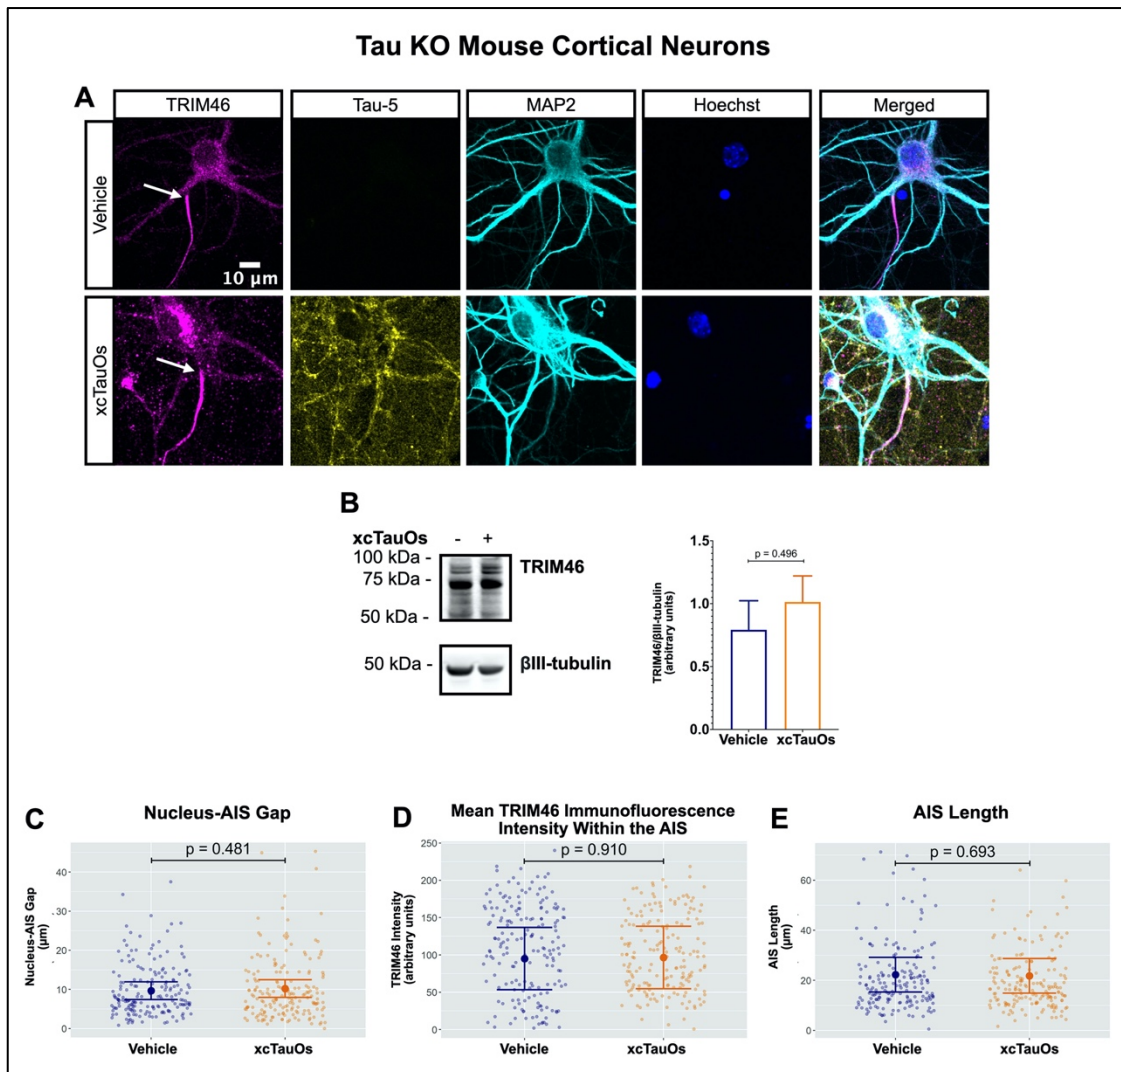 Tau KO Mouse Cortical Neurons
A
TRIM46
Tau-5
MAP2
Hoechst
Merged
Vehicle
10 µm
xcTauOs
B
xcTauOs - +
100 kDa -
75 kDa -
50 kDa -
TRIM46
50 kDa -
βIII-tubulin
TRIM46/βIII-tubulin
(arbitrary units)
1.5
1.0
0.5
0.0
p = 0.496
Vehicle
xcTauOs
C
Nucleus-AIS Gap
p = 0.481
Nucleus-AIS Gap
(µm)
40
30
20
10
0
Vehicle
xcTauOs
D
Mean TRIM46 Immunofluorescence
Intensity Within the AIS
p = 0.910
TRIM46 Intensity
(arbitrary units)
250
200
150
100
50
0
Vehicle
xcTauOs
E
AIS Length
p = 0.693
AIS Length
(µm)
60
40
20
0
Vehicle
xcTauOs